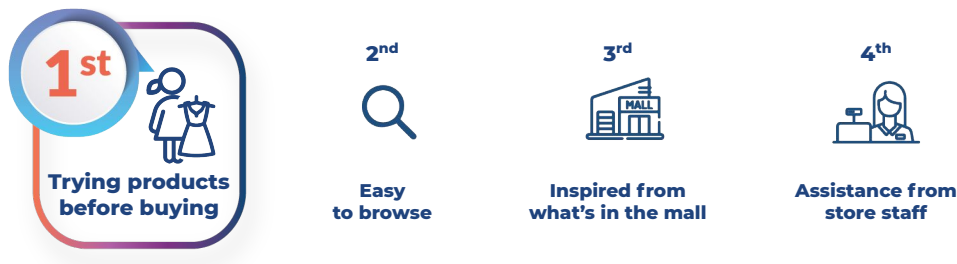 1st
Trying products
before buying
2nd
Easy
to browse
3rd
MALL
Inspired from
what's in the mall
4th
Assistance from
store staff